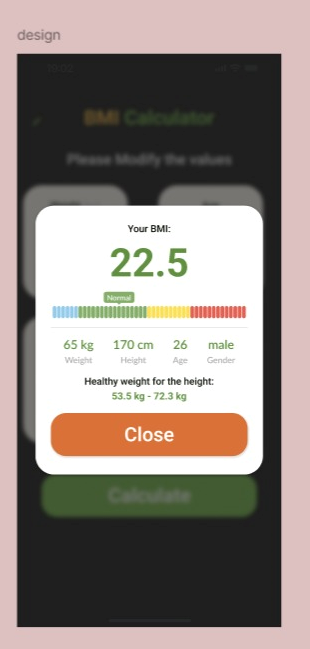 design
BMI Calculator
Please Modify the values
Your BMI:
22.5
Normal
65 kg 170 cm 26 male
Weight Height Age Gender
Healthy weight for the height:
53.5 kg - 72.3 kg
Close
Calculate